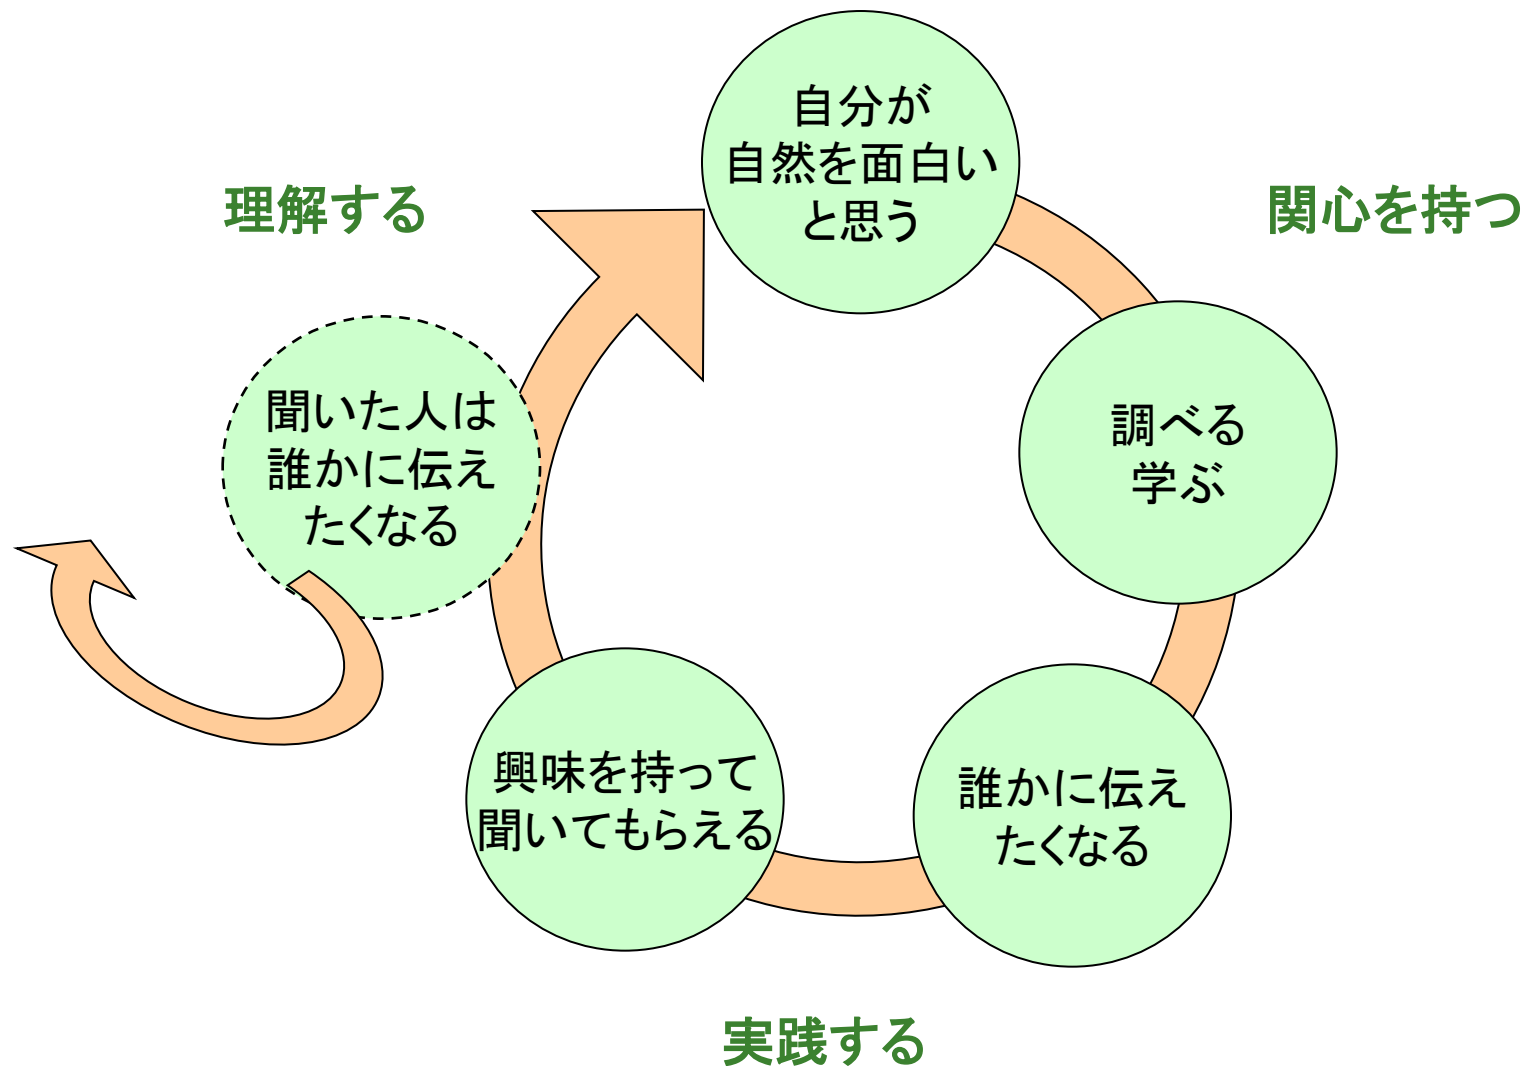 自分が
自然を面白い
と思う
関心を持つ
調べる
学ぶ
誰かに伝え
たくなる
実践する
興味を持って
聞いてもらえる
聞いた人は
誰かに伝え
たくなる
理解する